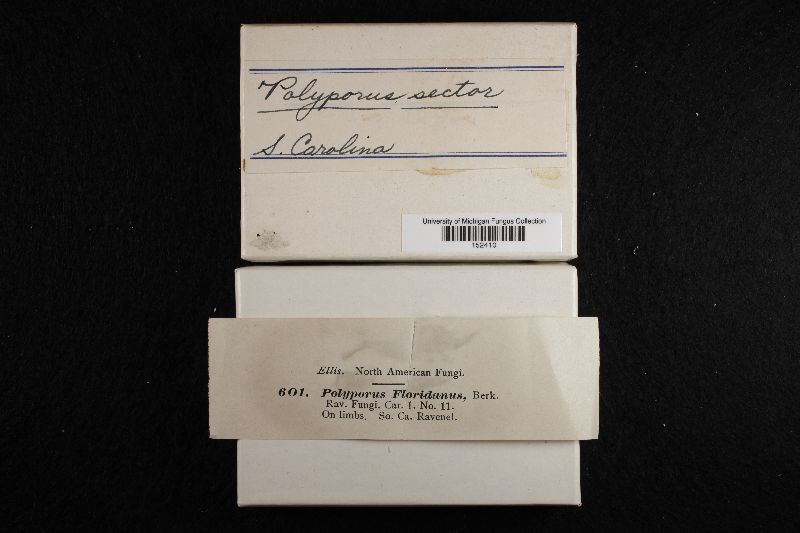 Polyporus sector
S. Carolina
University of Michigan Fungus Collection
152410
Ellis. North American Fungi.
601. Polyporus Floridanus, Berk.
Rav. Fungi. Car. I. No. 11.
On limbs. So. Ca. Ravenel.